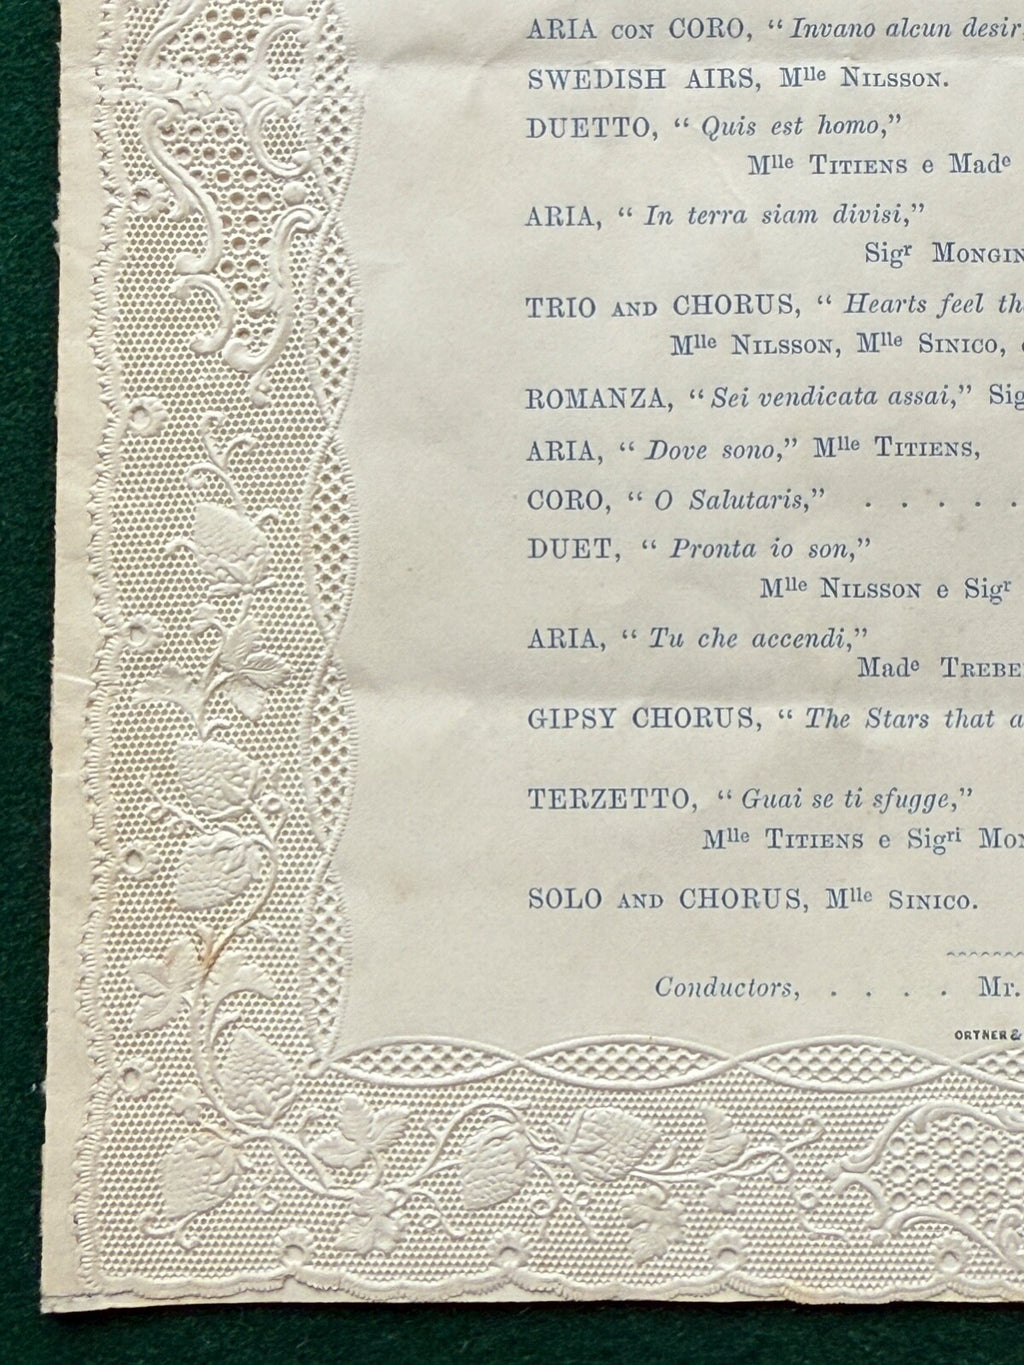 ARIA CON CORO, “Invano alcun desir,
SWEDISH AIRS, Mlle NILSSON.
DUETTO, “Quis est homo,”
Mlle TITIENS e Made
ARIA, “In terra siam divisi,”
Sigr MONGIN
TRIO AND CHORUS, “Hearts feel th
Mlle NILSSON, Mlle SINICO,
ROMANZA, “Sei vendicata assai,” Sig
ARIA, “Dove sono,” Mlle TITIENS,
CORO, “O Salutaris,” . . . . .
DUET, “Pronta io son,”
Mlle NILSSON e Sigr
ARIA, “Tu che accendi,”
Made TREBE
GIPSY CHORUS, “The Stars that a
TERZETTO, “Guai se ti sfugge,”
Mlle TITIENS e Sigri MON
SOLO AND CHORUS, Mlle SINICO.
Conductors, . . . . Mr.
ORTNER &